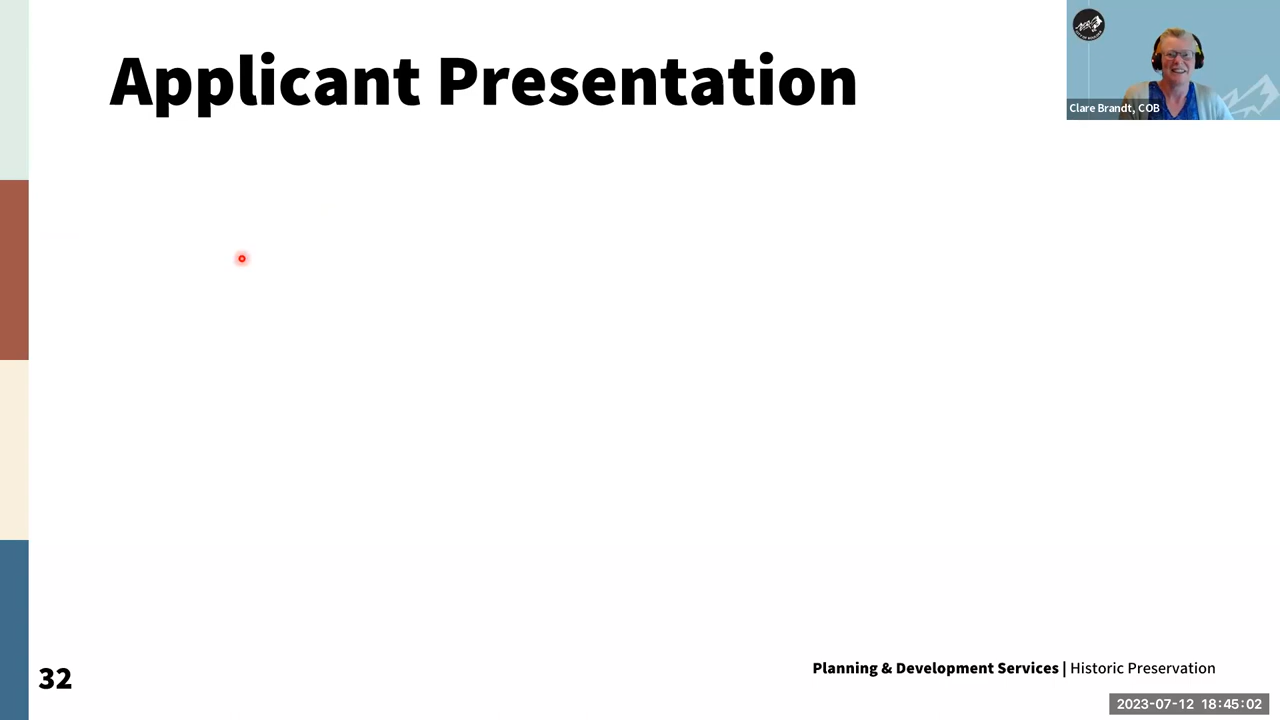 Applicant Presentation
Clare Brandt, COB
32
Planning & Development Services | Historic Preservation
2023-07-12 18:45:02